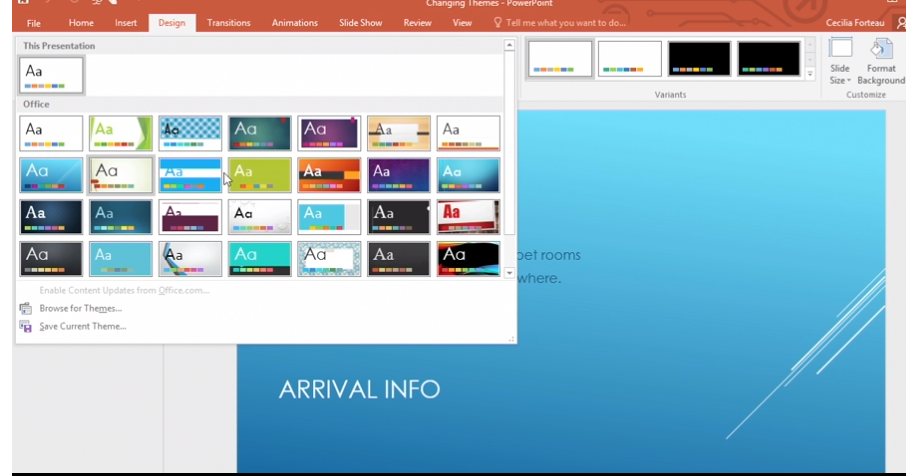 Changing Themes - PowerPoint
File Home Insert Design Transitions Animations Slide Show Review View Tell me what you want to do... Cecilia Forteau
This Presentation
Aa
Office
Aa Aa Aa Aa Aa Aa Aa
Aa Aa Aa Aa Aa Aa Aa
Aa Aa Aa Aa Aa Aa Aa
Aa Aa Aa Aa Aa Aa Aa
Enable Content Updates from Office.com...
Browse for Themes...
Save Current Theme...
Variants
Slide Size
Format Background
Customize
rooms
where.
ARRIVAL INFO